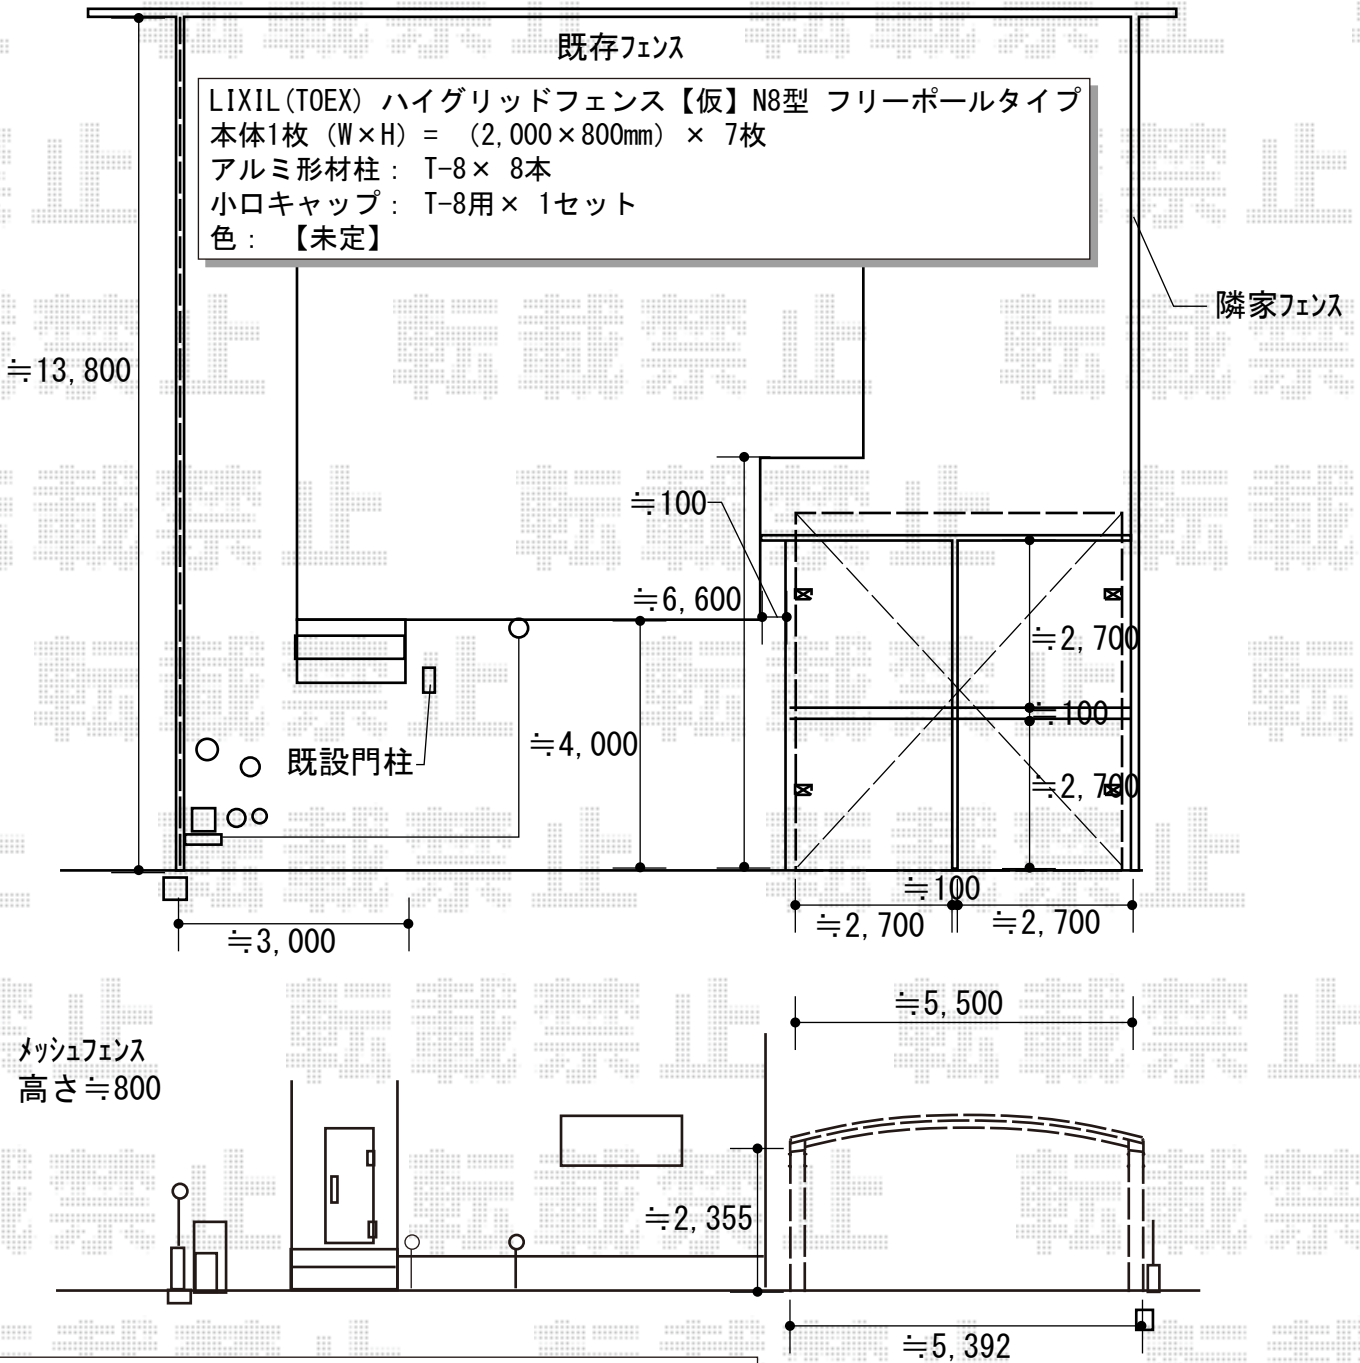 既存フェンス
LIXIL(TOEX) ハイグリッドフェンス【仮】N8型 フリーポールタイプ
本体1枚 (W×H) = (2,000×800mm) × 7枚
アルミ形材柱: T-8× 8本
小口キャップ: T-8用× 1セット
色: 【未定】
隣家フェンス
≒13,800
≒100
≒6,600
≒2,700
≒100
≒4,000
既設門柱
≒2,700
≒100
≒2,700
≒2,700
≒3,000
≒5,500
メッシュフェンス
高さ≒800
≒2,355
≒5,392
転載禁止